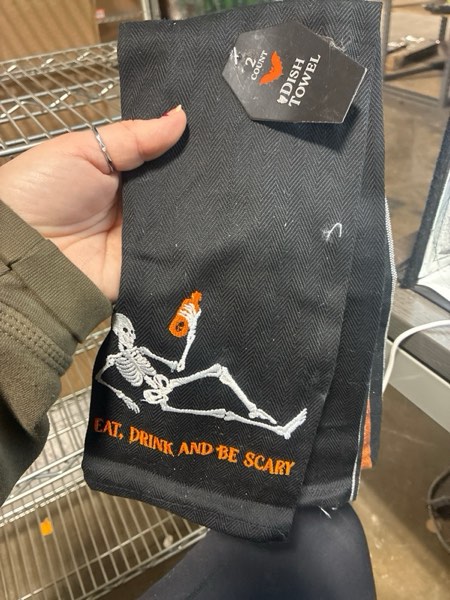 2
COUNT
DISH
TOWEL
EAT, DRINK AND BE SCARY